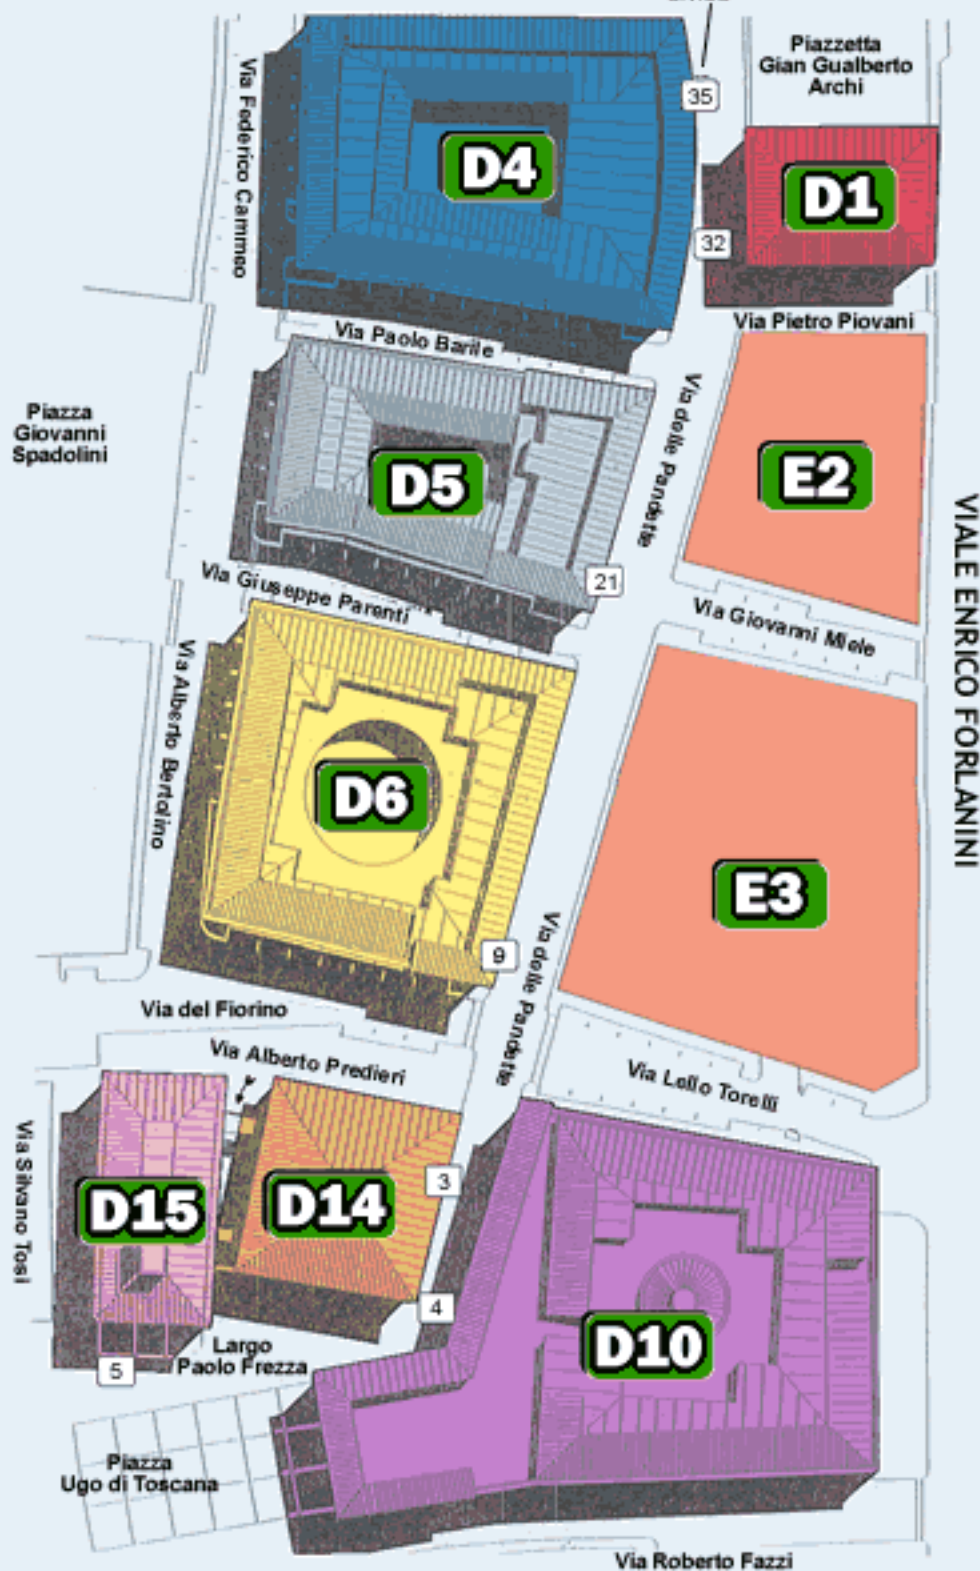 Piazzetta
Gian Gualberto
Archi
Via Federico Cammeo
35
D4
D1
32
Via Pietro Piovani
Via Paolo Barile
Piazza
Giovanni
Spadolini
Via delle Pandette
E2
D5
VIALE ENRICO FORLANINI
21
Via Giuseppe Parenti
Via Giovanni Miele
Via Alberto Bertolino
D6
E3
9
Via delle Pandette
Via del Fiorino
Via Alberto Predieri
Via Lello Torelli
Via Silvano Tosi
D15
D14
3
4
D10
Largo
Paolo Frezza
5
Piazza
Ugo di Toscana
Via Roberto Fazzi